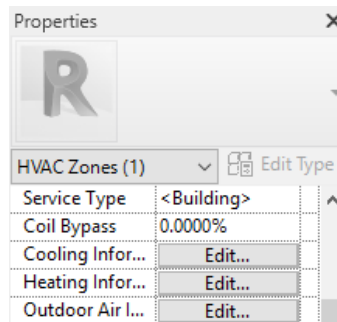 Properties
R
HVAC Zones (1) Edit Type
Service Type <Building>
Coil Bypass 0.0000%
Cooling Infor... Edit...
Heating Infor... Edit...
Outdoor Air I... Edit...